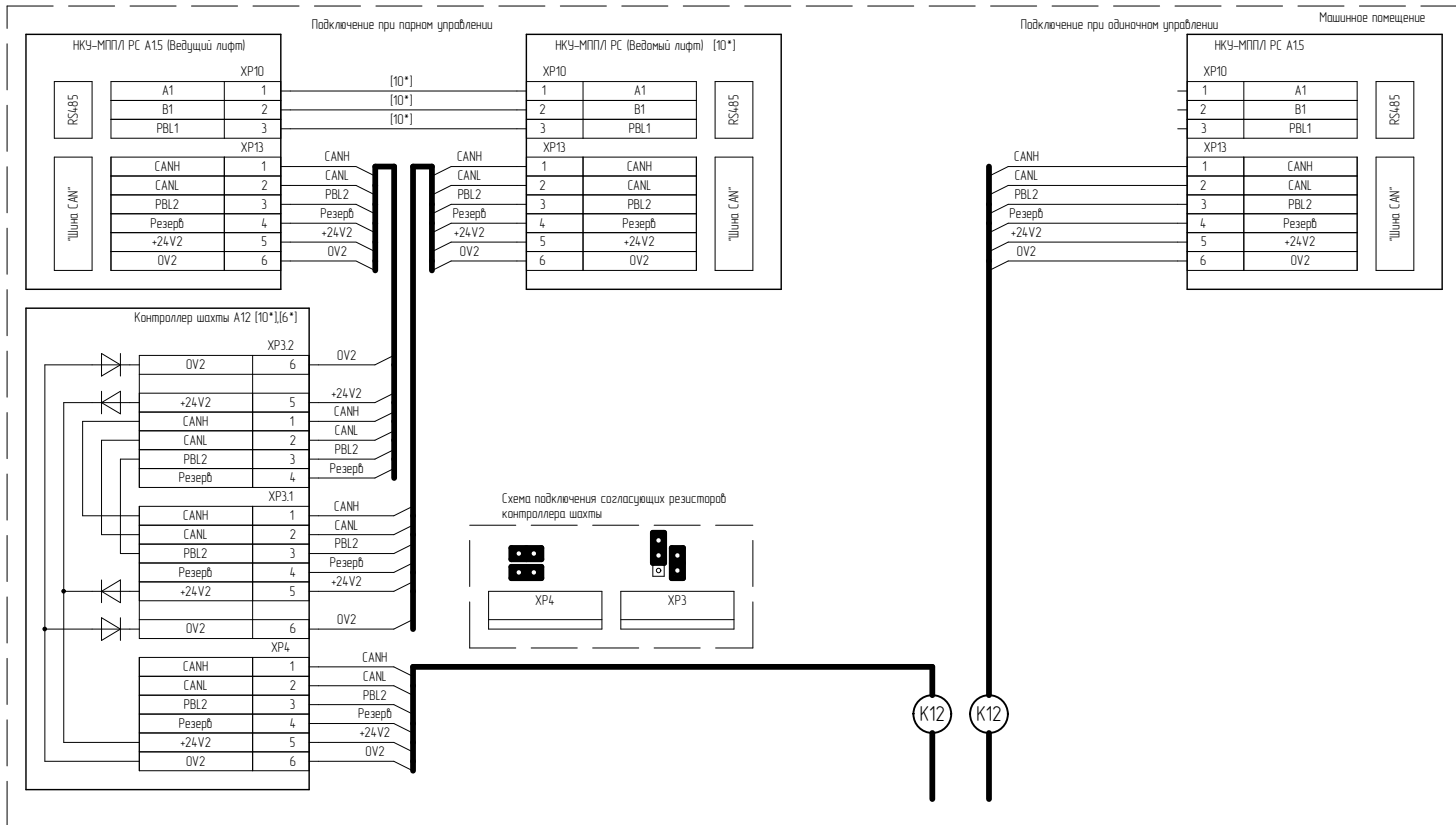 Подключение при парном управлении
Подключение при одиночном управлении
Машинное помещение
НКУ-МППЛ РС А1.5 (Ведущий лифт)
XP10
RS485
A1 1
B1 2
PBL1 3
XP13
"Шина CAN"
CANH 1
CANL 2
PBL2 3
Резерв 4
+24V2 5
0V2 6
[10*]
[10*]
[10*]
CANH
CANL
PBL2
Резерв
+24V2
0V2
НКУ-МППЛ РС (Ведомый лифт) [10*]
XP10
1 A1
2 B1
3 PBL1
RS485
XP13
CANH
CANL
PBL2
Резерв
+24V2
0V2
1 CANH
2 CANL
3 PBL2
4 Резерв
5 +24V2
6 0V2
"Шина CAN"
НКУ-МППЛ РС А1.5
XP10
1 A1
2 B1
3 PBL1
RS485
XP13
CANH
CANL
PBL2
Резерв
+24V2
0V2
1 CANH
2 CANL
3 PBL2
4 Резерв
5 +24V2
6 0V2
"Шина CAN"
Контроллер шахты А12 [10*],[6*]
XP3.2
0V2 6 0V2
+24V2 5 +24V2
CANH 1 CANH
CANL 2 CANL
PBL2 3 PBL2
Резерв 4 Резерв
XP3.1
CANH 1 CANH
CANL 2 CANL
PBL2 3 PBL2
Резерв 4 Резерв
+24V2 5 +24V2
0V2 6 0V2
XP4
CANH 1 CANH
CANL 2 CANL
PBL2 3 PBL2
Резерв 4 Резерв
+24V2 5 +24V2
0V2 6 0V2
Схема подключения согласующих резисторов
контроллера шахты
XP4
XP3
K12
K12